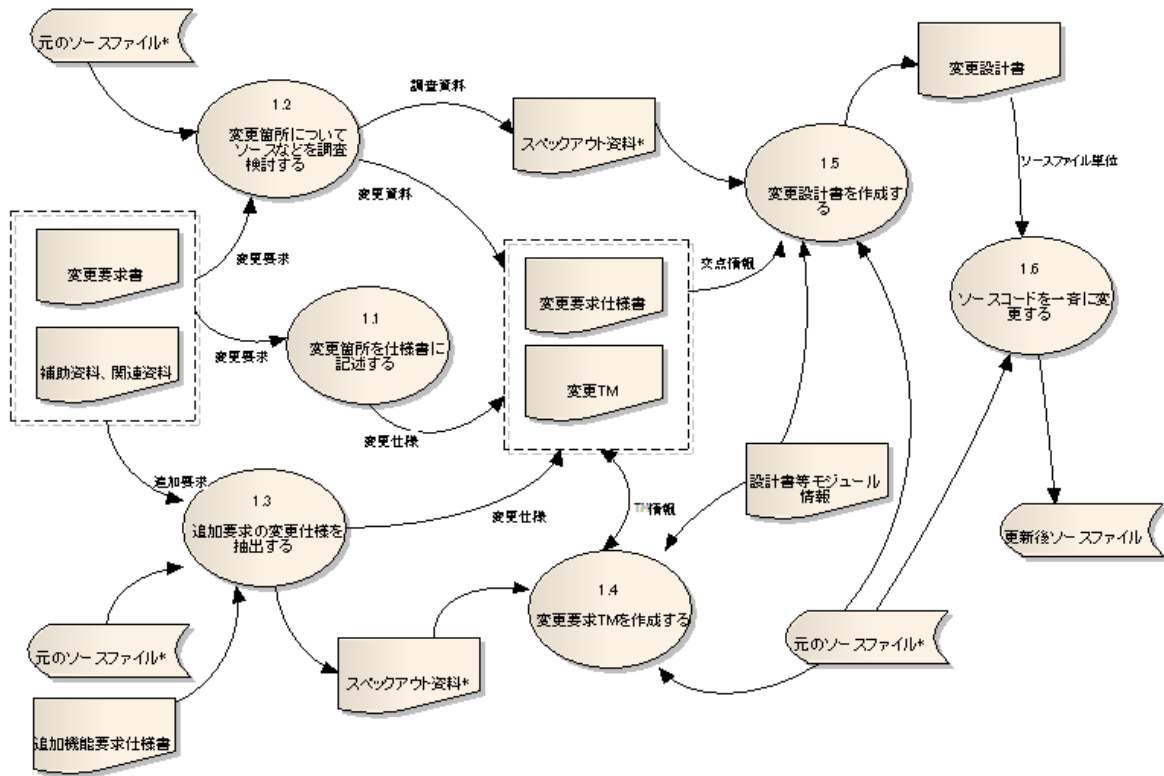 元のソースファイル*
1.2
変更箇所について
ソースなどを調査
検討する
調査資料
スペックアウト資料*
変更資料
変更設計書
1.5
変更設計書を作成す
る
ソースファイル単位
変更要求書
補助資料、関連資料
変更要求
変更要求
1.1
変更箇所を仕様書に
記述する
変更仕様
変更要求仕様書
変更TM
交点情報
1.6
ソースコードを一斉に変
更する
追加要求
1.3
追加要求の変更仕様を
抽出する
変更仕様
TM情報
設計書等モジュール
情報
更新後ソースファイル
1.4
変更要求TMを作成する
元のソースファイル*
スペックアウト資料*
元のソースファイル*
追加機能要求仕様書